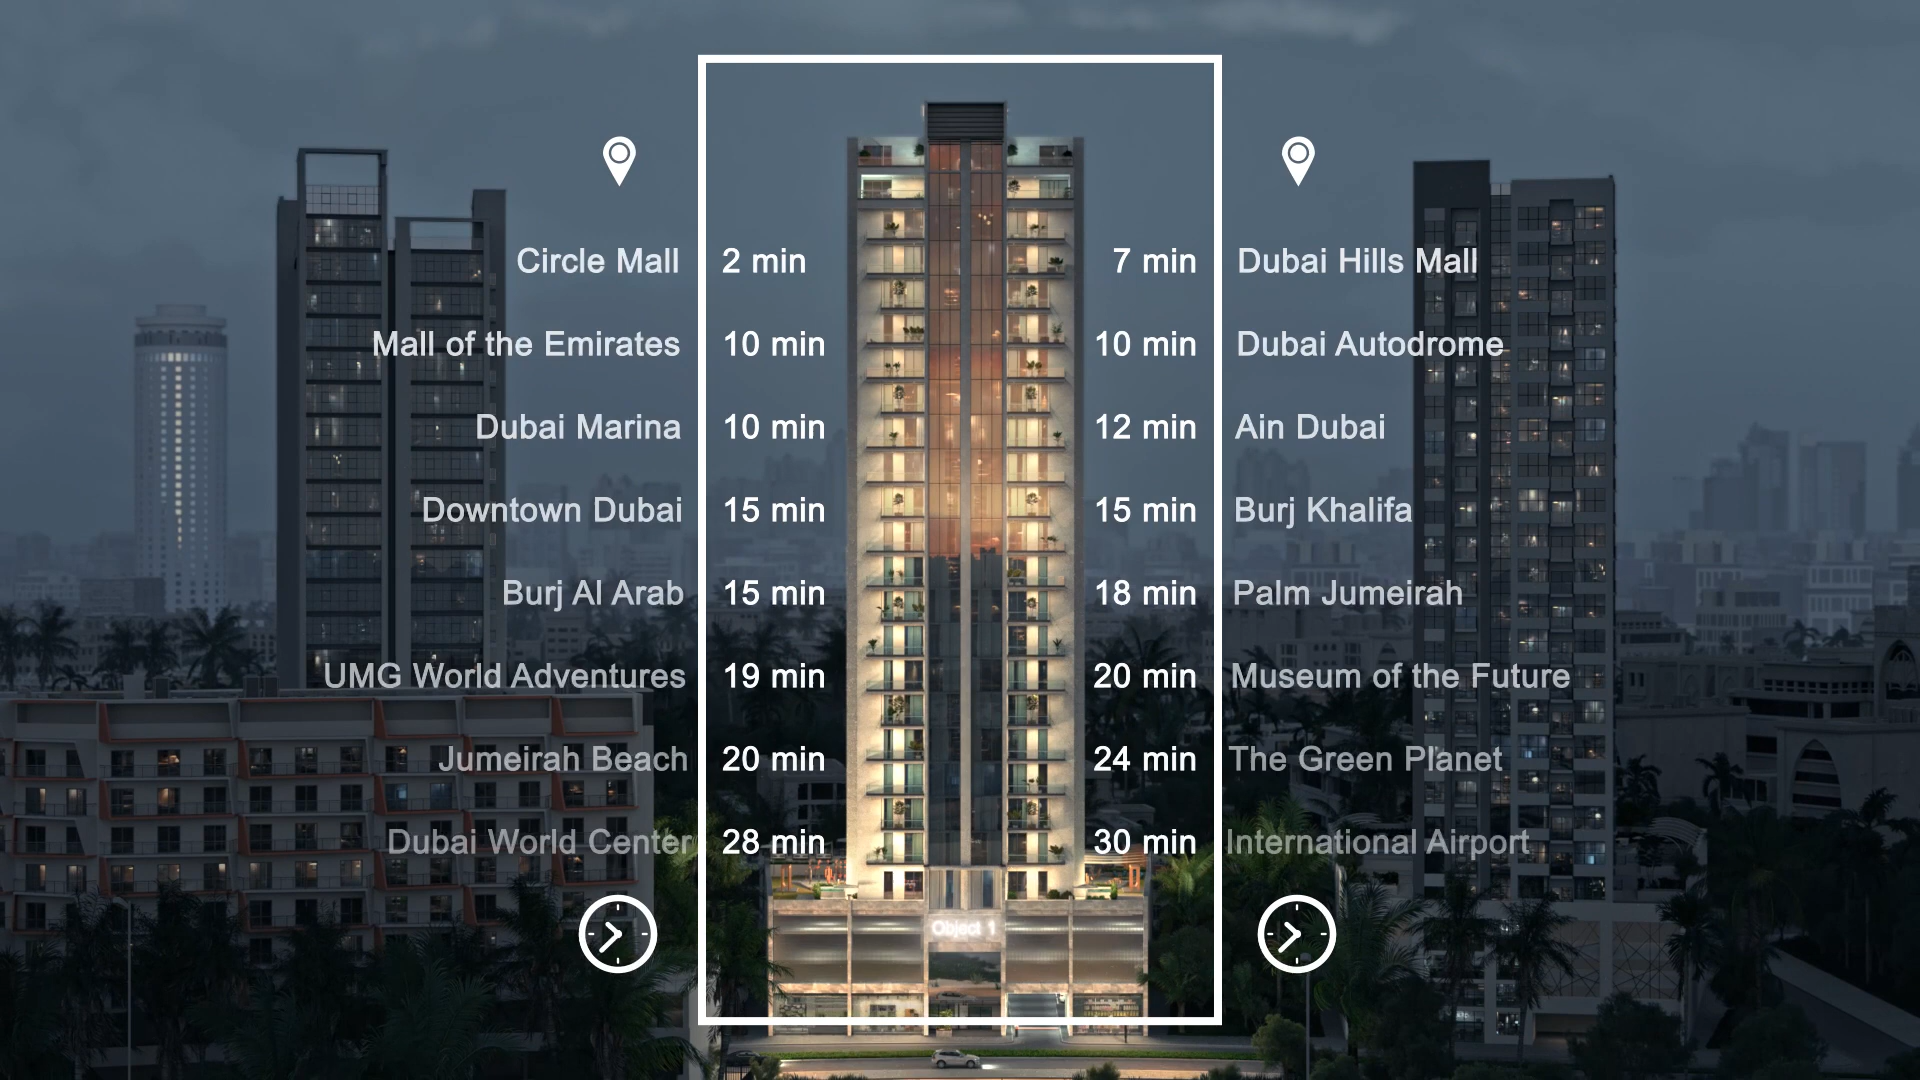 Circle Mall 2 min
Mall of the Emirates 10 min
Dubai Marina 10 min
Downtown Dubai 15 min
Burj Al Arab 15 min
UMG World Adventures 19 min
Jumeirah Beach 20 min
Dubai World Center 28 min
7 min Dubai Hills Mall
10 min Dubai Autodrome
12 min Ain Dubai
15 min Burj Khalifa
18 min Palm Jumeirah
20 min Museum of the Future
24 min The Green Planet
30 min International Airport
Object 1